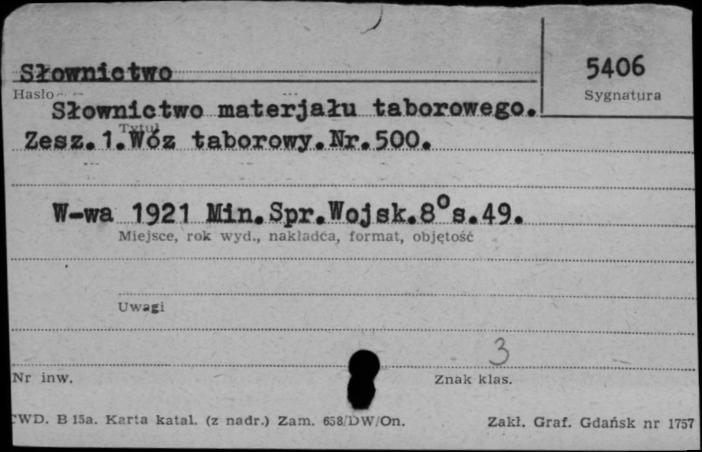 Słownictwo
5406
Hasło
Sygnatura
Słownictwo materjału taborowego.
Tytuł
Zesz.1.Wóz taborowy.Nr.500.
W-wa 1921 Min.Spr.Wojsk.8°s.49.
Miejsce, rok wyd., nakładca, format, objętość
Uwagi
3
Nr inw.
Znak klas.
CWD. B 15a. Karta katal. (z nadr.) Zam. 658/DW/On.
Zakł. Graf. Gdańsk nr 1757